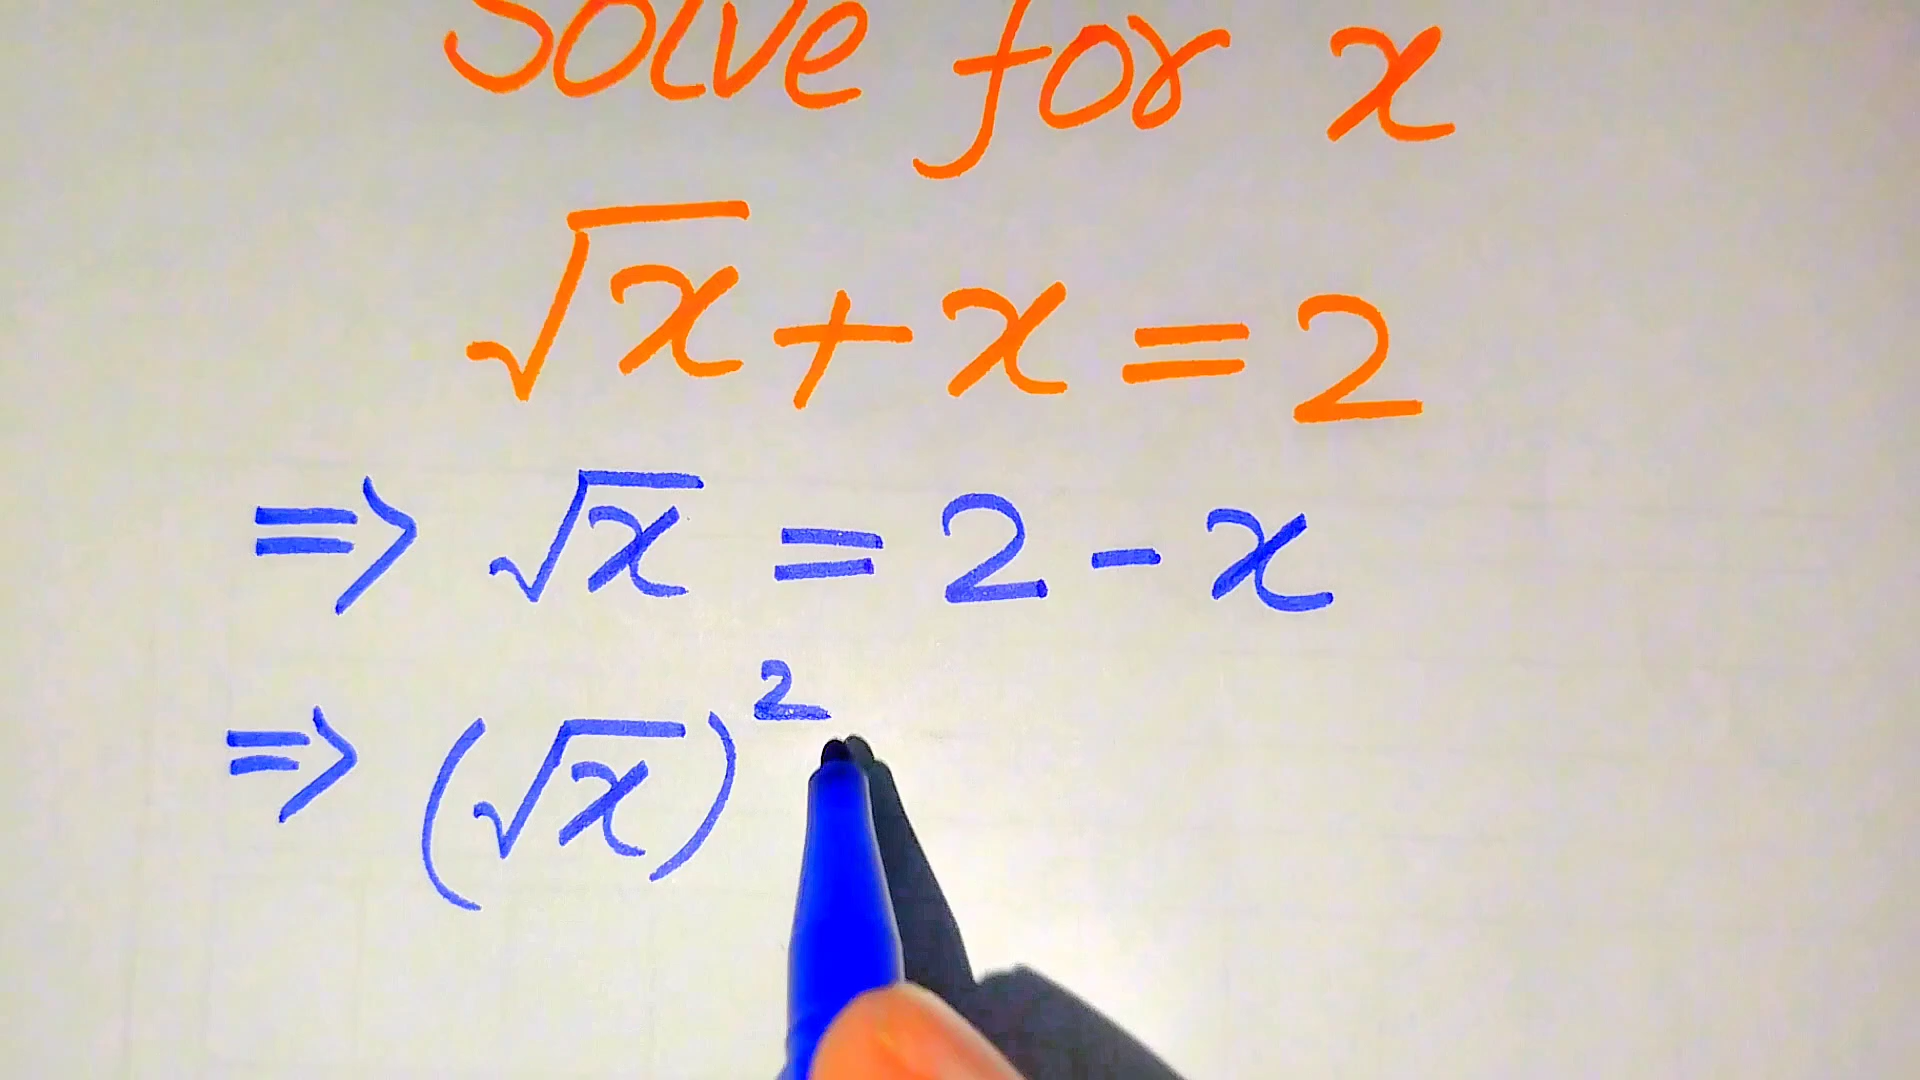 Solve for x
√x + x = 2
⇒ √x = 2 - x
⇒ (√x)²